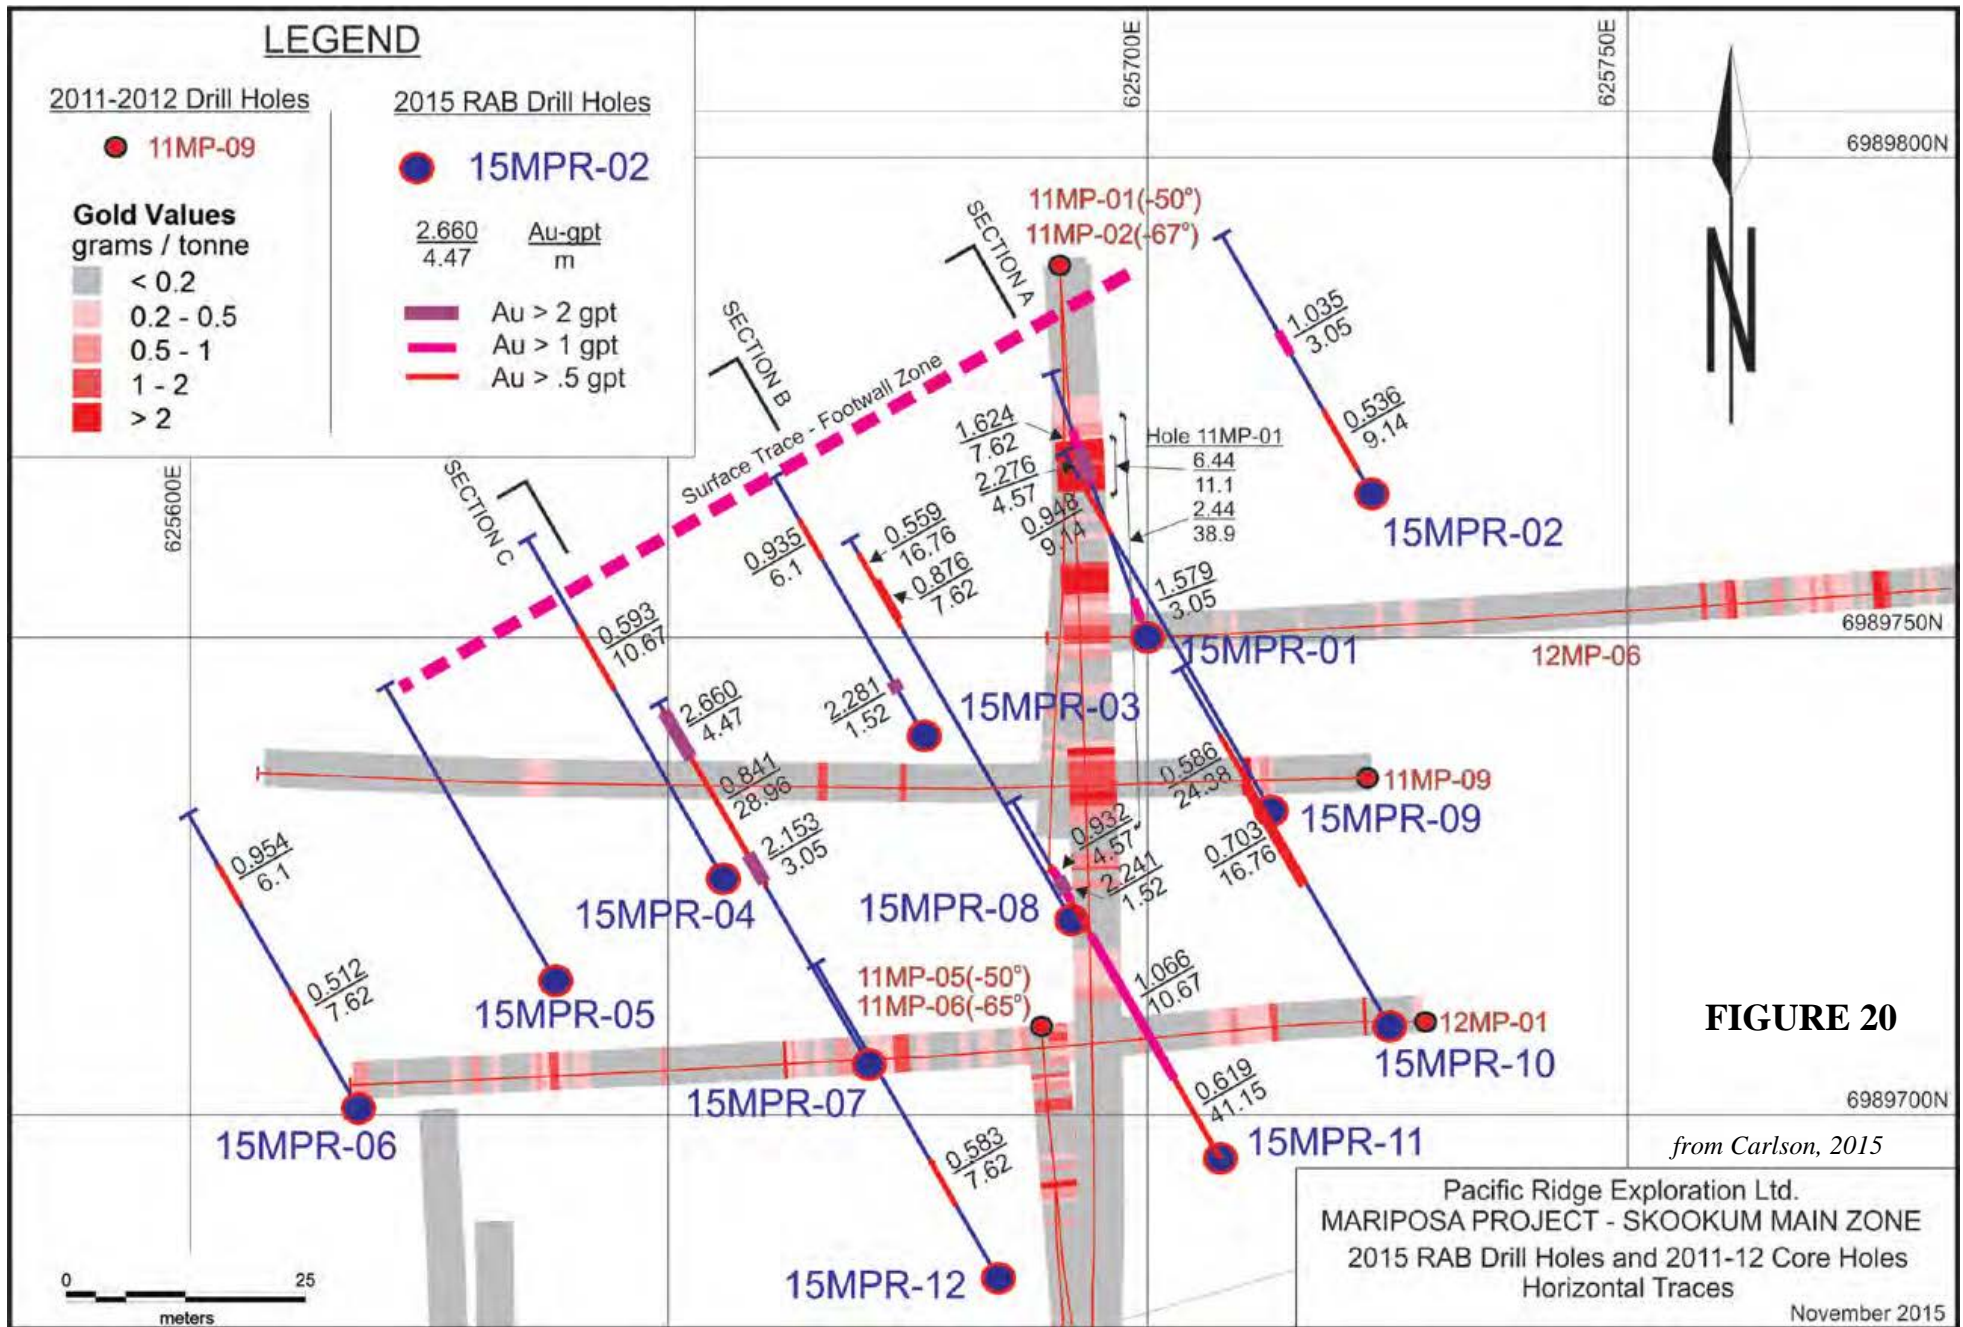 LEGEND
2011-2012 Drill Holes
11MP-09
Gold Values
grams / tonne
< 0.2
0.2 - 0.5
0.5 - 1
1 - 2
> 2
2015 RAB Drill Holes
15MPR-02
2.660
4.47
Au-gpt
m
Au > 2 gpt
Au > 1 gpt
Au > .5 gpt
625700E
625750E
6989800N
N
SECTION A
11MP-01(-50°)
11MP-02(-67°)
1.035
3.05
0.536
9.14
15MPR-02
SECTION B
Surface Trace - Footwall Zone
1.624
7.62
2.276
4.57
0.948
9.14
Hole 11MP-01
6.44
11.1
2.44
38.9
625600E
SECTION C
0.935
6.1
0.559
16.76
0.876
7.62
1.579
3.05
15MPR-01
6989750N
12MP-06
0.593
10.67
2.281
1.52
15MPR-03
2.660
4.47
0.841
28.96
2.153
3.05
0.586
24.38
11MP-09
15MPR-09
0.932
4.57
2.241
1.52
0.703
16.76
0.954
6.1
15MPR-04
15MPR-08
0.512
7.62
15MPR-05
11MP-05(-50°)
11MP-06(-65°)
1.066
10.67
FIGURE 20
12MP-01
15MPR-10
15MPR-07
0.619
41.15
6989700N
15MPR-06
0.583
7.62
15MPR-11
from Carlson, 2015
15MPR-12
0 25
meters
Pacific Ridge Exploration Ltd.
MARIPOSA PROJECT - SKOOKUM MAIN ZONE
2015 RAB Drill Holes and 2011-12 Core Holes
Horizontal Traces
November 2015